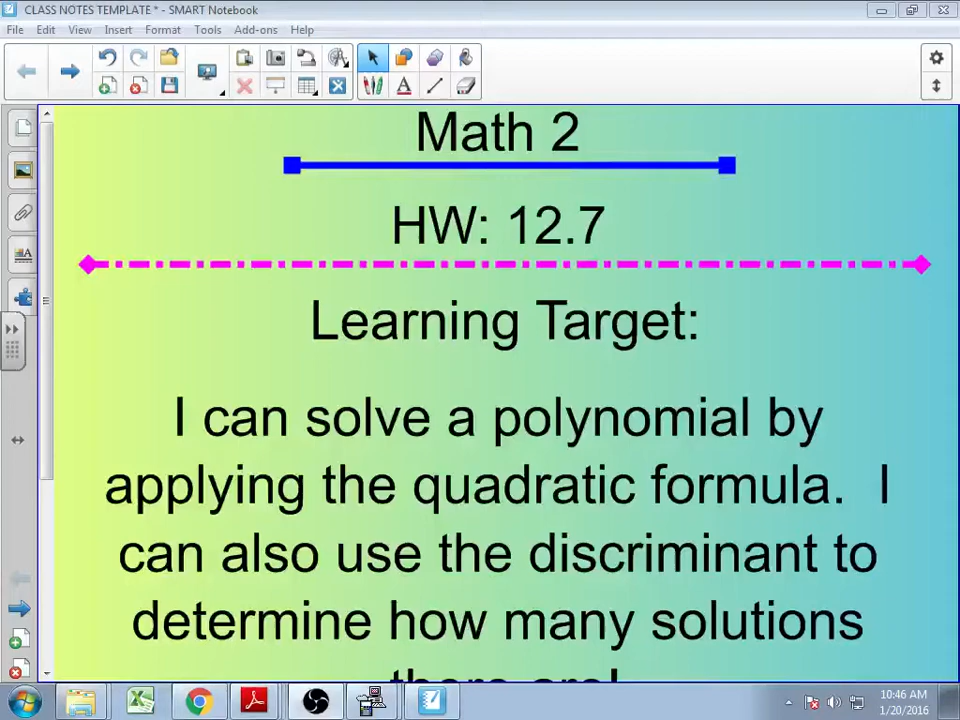 CLASS NOTES TEMPLATE * - SMART Notebook
File Edit View Insert Format Tools Add-ons Help
Math 2
HW: 12.7
Learning Target:
I can solve a polynomial by
applying the quadratic formula. I
can also use the discriminant to
determine how many solutions
there are!
10:46 AM
1/20/2016